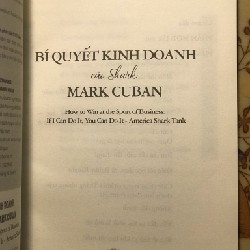 BÍ QUYẾT KINH DOANH
của Shark
MARK CUBAN
How to Win at the Sport of Business:
If I Can Do It, You Can Do It - America Shark Tank